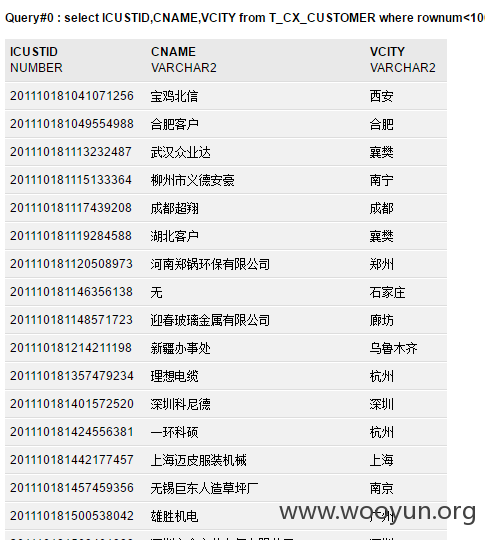 Query#0 : select ICUSTID,CNAME,VCITY from T_CX_CUSTOMER where rownum<10
ICUSTID CNAME VCITY
NUMBER VARCHAR2 VARCHAR2
201110181041071256 宝鸡北信 西安
201110181049554988 合肥客户 合肥
201110181113232487 武汉众业达 襄樊
201110181115133364 柳州市义德安豪 南宁
201110181117439208 成都超翔 成都
201110181119284588 湖北客户 襄樊
201110181120508973 河南郑锅环保有限公司 郑州
201110181146356138 无 石家庄
201110181148571723 迎春玻璃金属有限公司 廊坊
201110181214211198 新疆办事处 乌鲁木齐
201110181357479234 理想电缆 杭州
201110181401572520 深圳科尼德 深圳
201110181424556381 一环科硕 杭州
201110181442177457 上海迈皮服装机械 上海
201110181457459356 无锡巨东人造草坪厂 南京
201110181500538042 雄胜机电 广州
www.wooyun.org